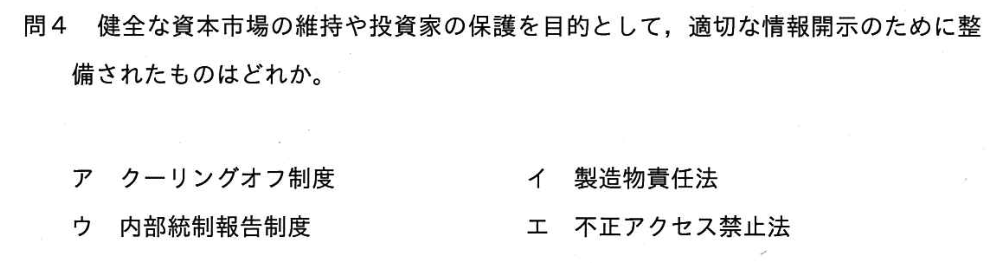 問4 健全な資本市場の維持や投資家の保護を目的として，適切な情報開示のために整
備されたものはどれか。
ア クーリングオフ制度 イ 製造物責任法
ウ 内部統制報告制度 エ 不正アクセス禁止法